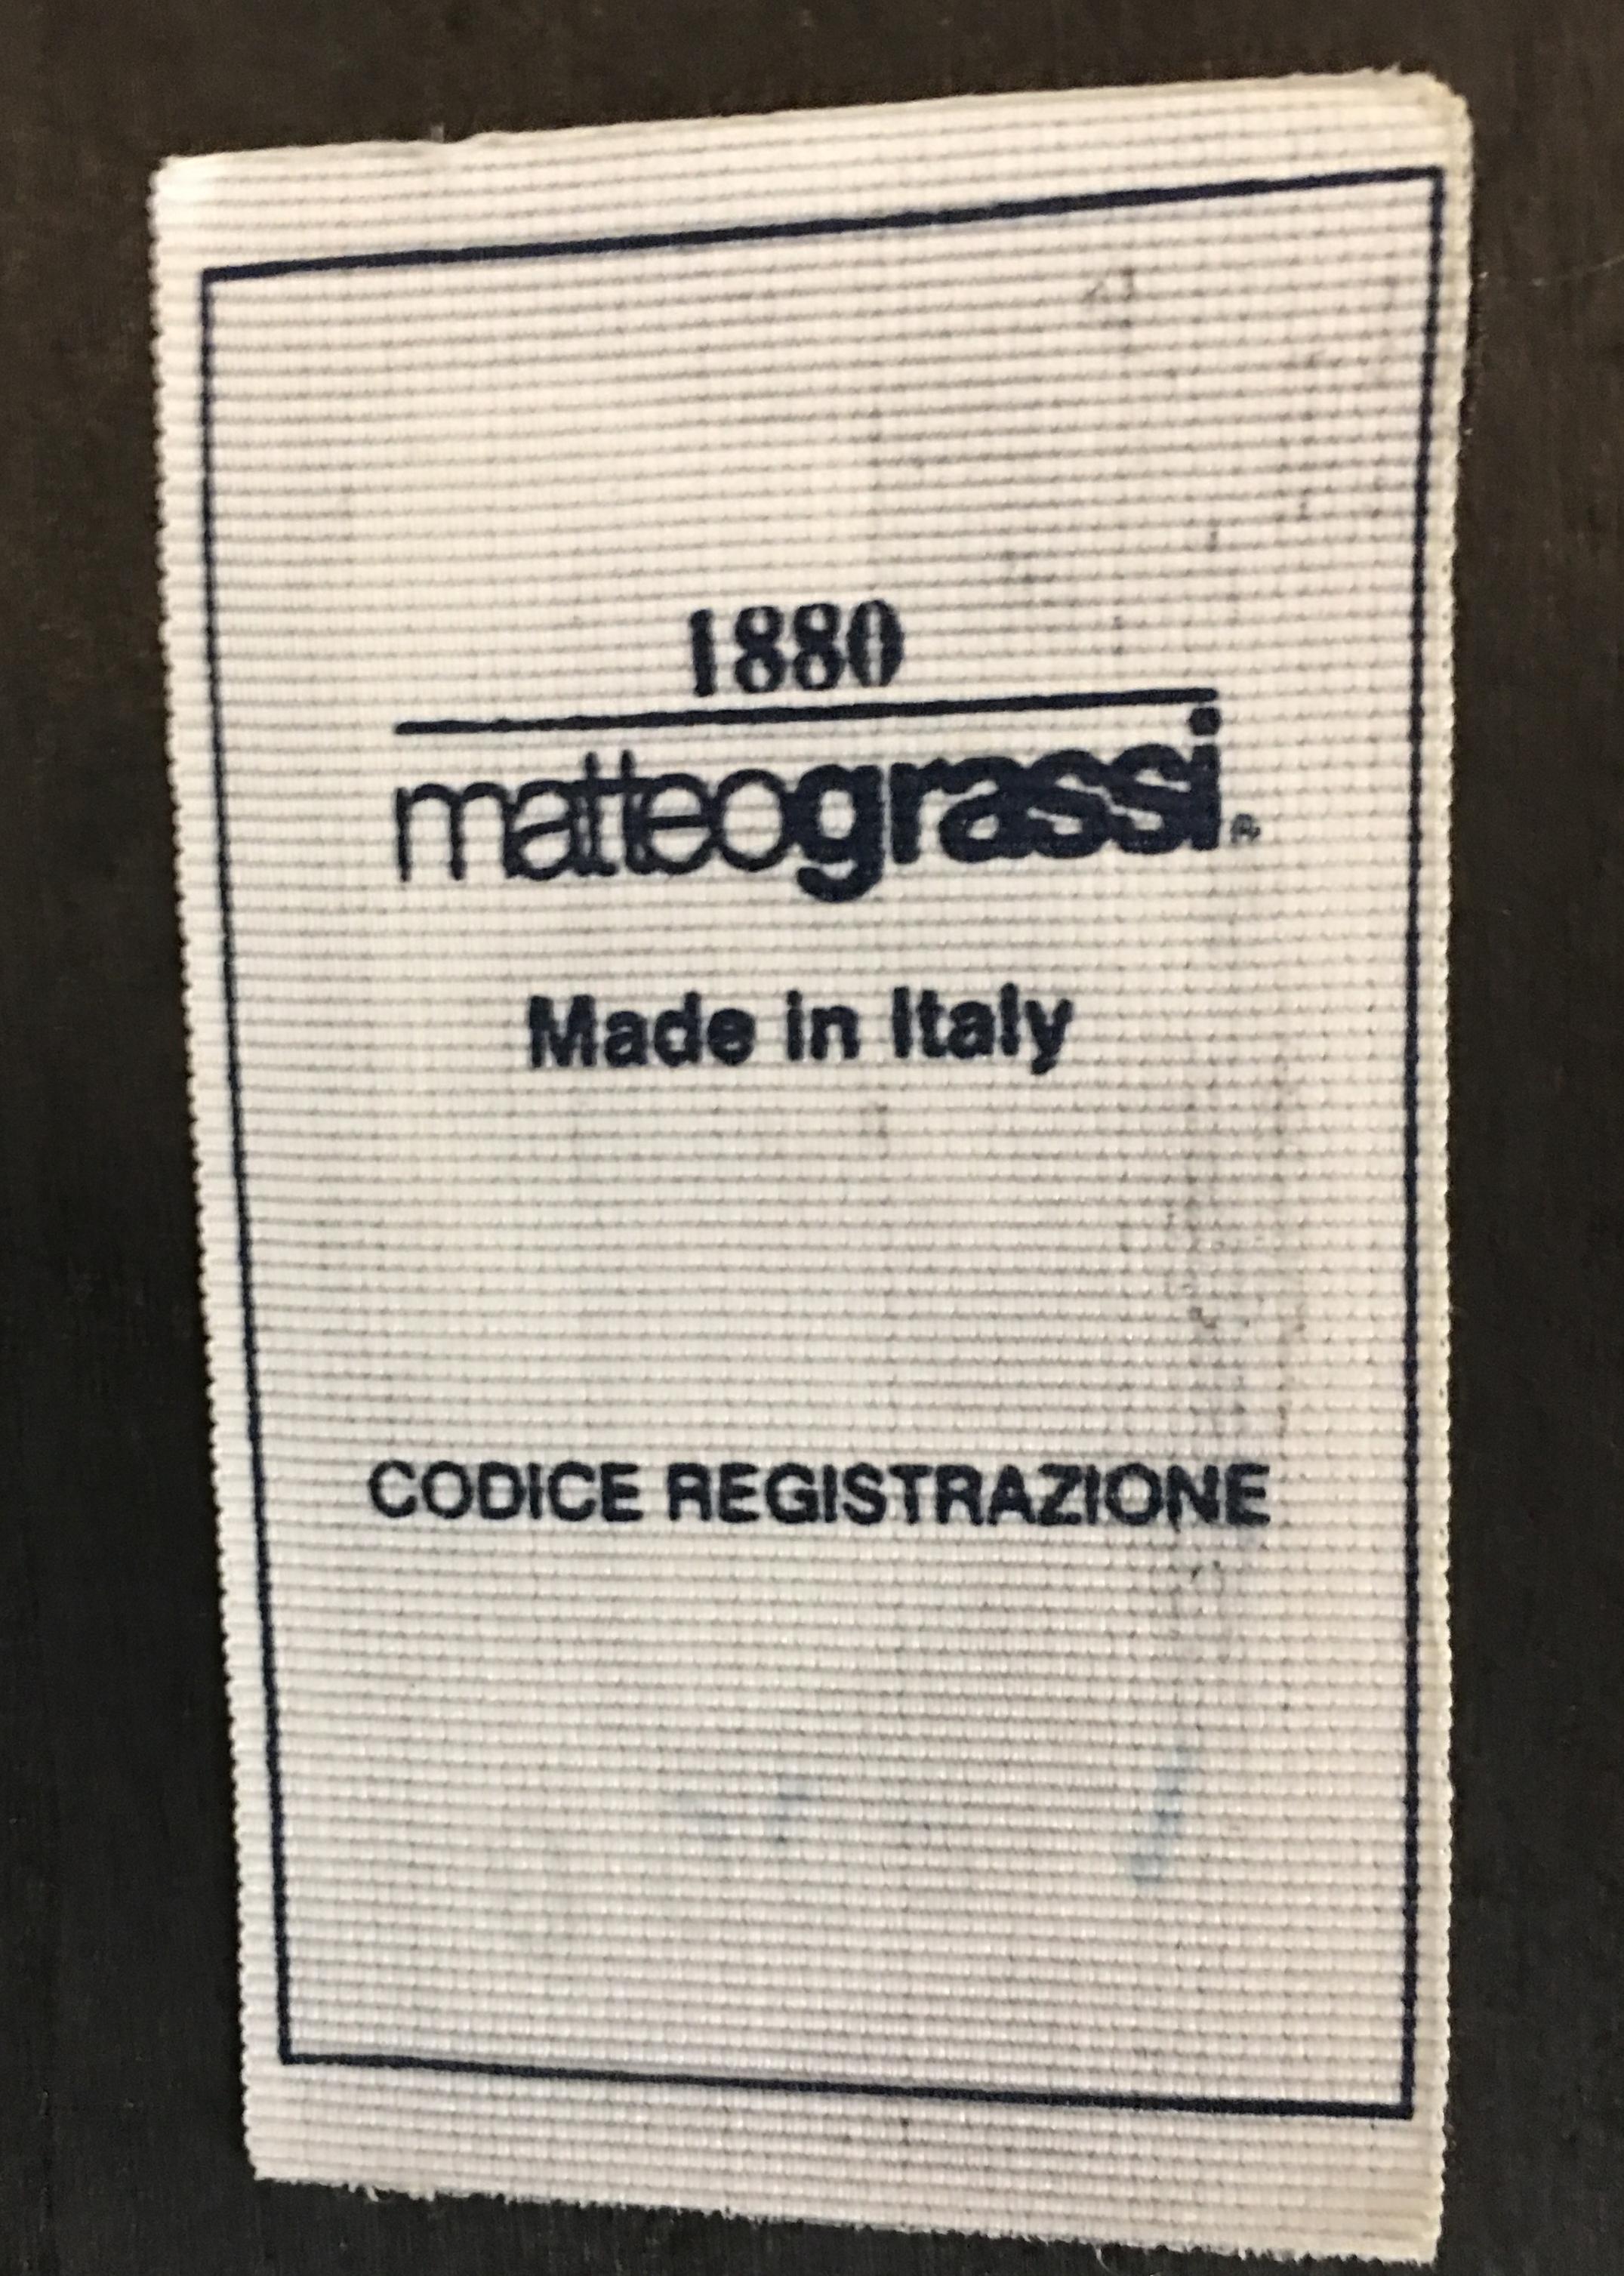 1880
matteograssi®
Made in Italy
CODICE REGISTRAZIONE